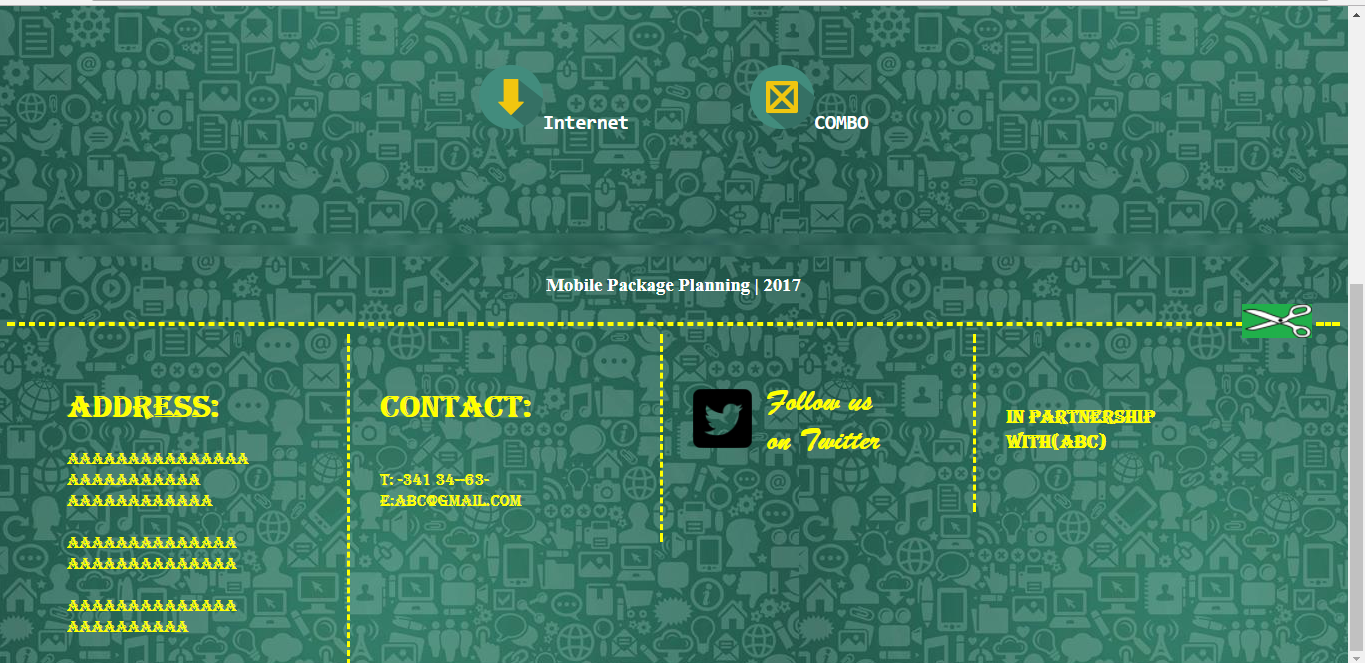 Internet
COMBO
Mobile Package Planning | 2017
ADDRESS:
AAAAAAAAAAAAAAA
AAAAAAAAAAA
AAAAAAAAAAAA
AAAAAAAAAAAAAA
AAAAAAAAAAAAAA
AAAAAAAAAAAAAA
AAAAAAAAAA
CONTACT:
T: -341 34--63-
E:ABC@GMAIL.COM
Follow us
on Twitter
IN PARTNERSHIP
WITH(ABC)